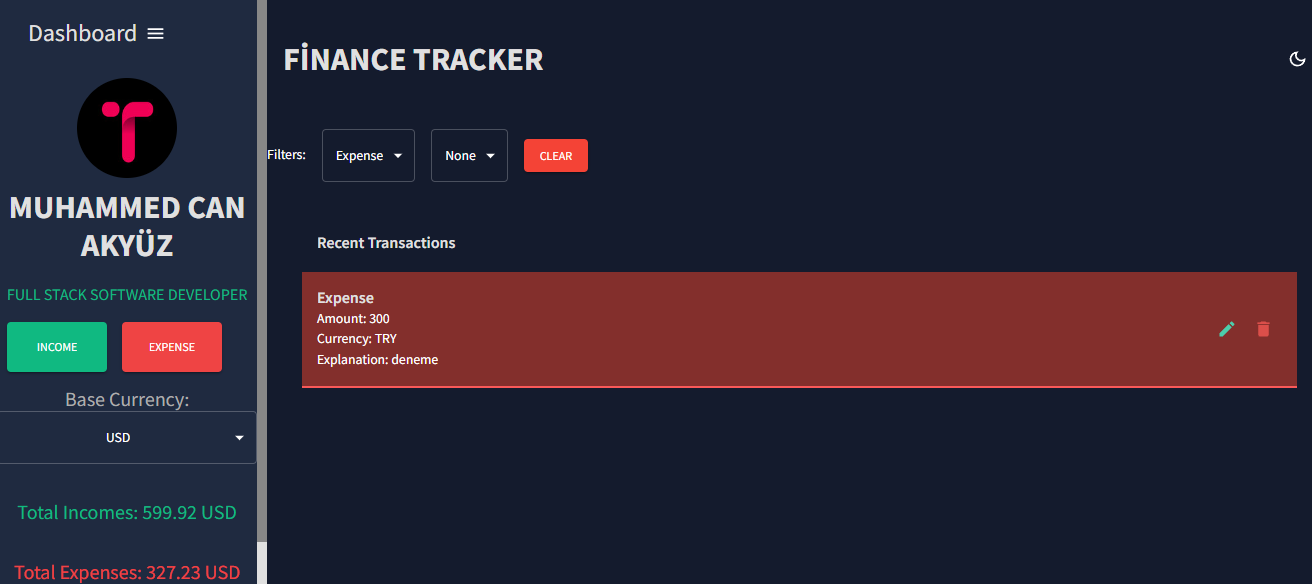 Dashboard
MUHAMMED CAN
AKYÜZ
FULL STACK SOFTWARE DEVELOPER
INCOME
EXPENSE
Base Currency:
USD
Total Incomes: 599.92 USD
Total Expenses: 327.23 USD
FİNANCE TRACKER
Filters:
Expense
None
CLEAR
Recent Transactions
Expense
Amount: 300
Currency: TRY
Explanation: deneme